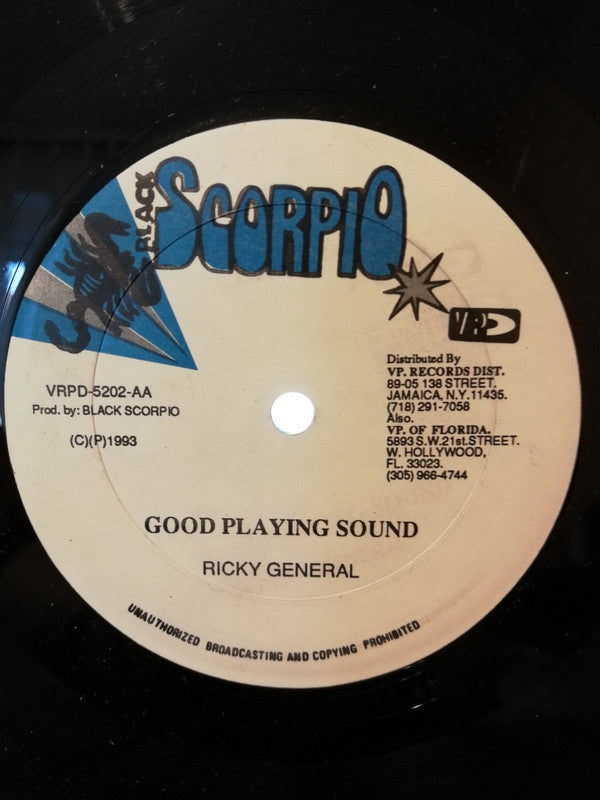 BLACK
SCORPIO
VP
VRPD-5202-AA
Prod. by: BLACK SCORPIO
(C)(P)1993
Distributed By
VP. RECORDS DIST.
89-05 138 STREET.
JAMAICA, N.Y. 11435.
(718) 291-7058
Also.
VP. OF FLORIDA.
5893 S.W.21st.STREET.
W. HOLLYWOOD,
FL. 33023.
(305) 966-4744
GOOD PLAYING SOUND
RICKY GENERAL
UNAUTHORIZED BROADCASTING AND COPYING PROHIBITED